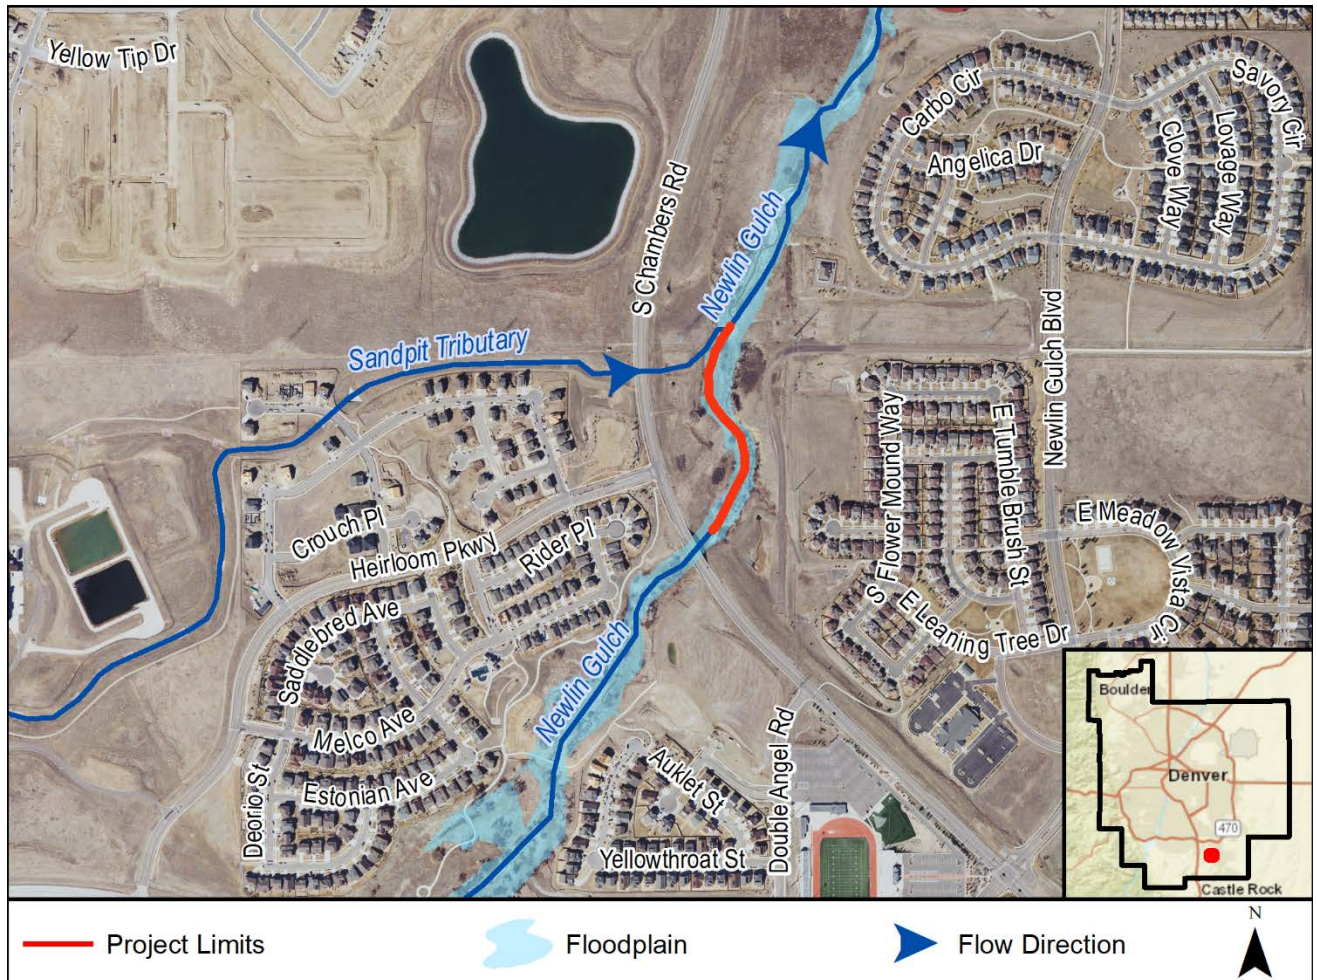 Yellow Tip Dr
Carbo Cir
Savory Cir
Angelica Dr
Clove Way
Lovage Way
S Chambers Rd
Newlin Gulch
Sandpit Tributary
Newlin Gulch Blvd
S Flower Mound Way
E Tumble Brush St
E Meadow Vista Cir
Crouch Pl
Heirloom Pkwy
Rider Pl
E Leaning Tree Dr
Saddlebred Ave
Newlin Gulch
Melco Ave
Estonian Ave
Deorio St
Auklet St
Double Angel Rd
Yellowthroat St
Boulder
Denver
470
Castle Rock
Project Limits
Floodplain
Flow Direction
N